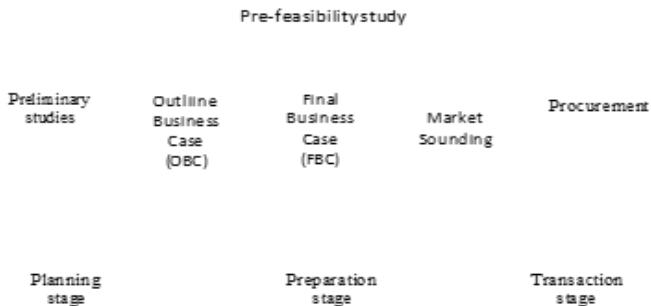 Pre-feasibility study
Preliminary
studies
Outline
Business
Case
(OBC)
Final
Business
Case
(FBC)
Market
Sounding
Procurement
Planning
stage
Preparation
stage
Transaction
stage